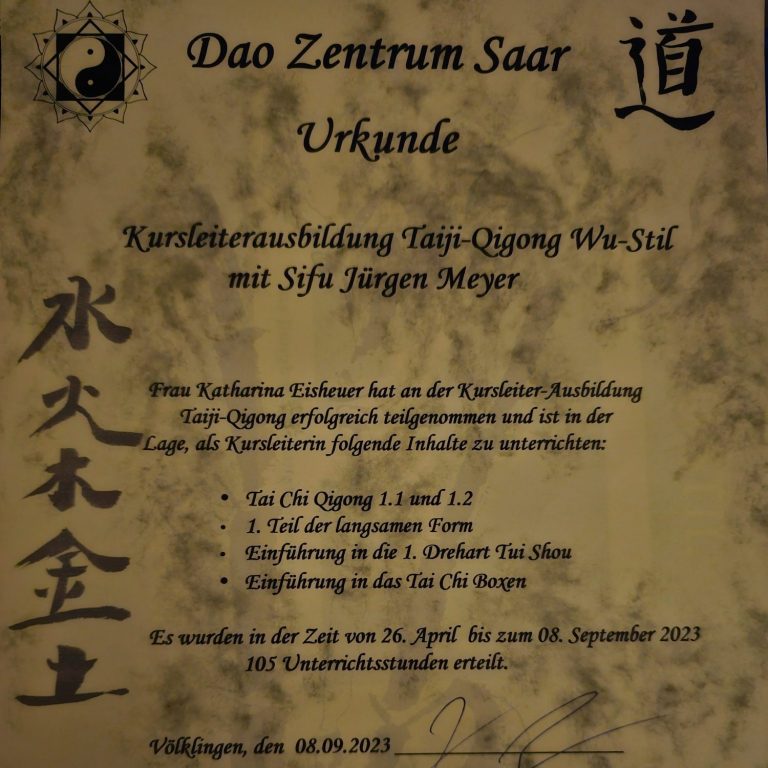 Dao Zentrum Saar
道
Urkunde
Kursleiterausbildung Taiji-Qigong Wu-Stil
mit Sifu Jürgen Meyer
水
火
木
金
土
Frau Katharina Eisheuer hat an der Kursleiter-Ausbildung
Taiji-Qigong erfolgreich teilgenommen und ist in der
Lage, als Kursleiterin folgende Inhalte zu unterrichten:
• Tai Chi Qigong 1.1 und 1.2
• 1. Teil der langsamen Form
• Einführung in die 1. Drehart Tui Shou
• Einführung in das Tai Chi Boxen
Es wurden in der Zeit von 26. April bis zum 08. September 2023
105 Unterrichtsstunden erteilt.
Völklingen, den 08.09.2023